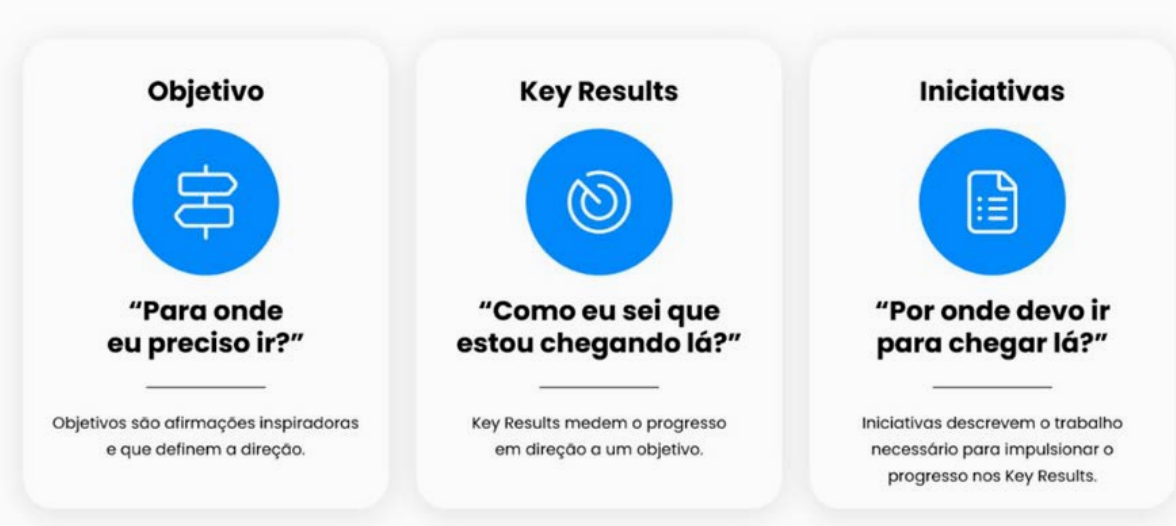 Objetivo
“Para onde
eu preciso ir?”
Objetivos são afirmações inspiradoras
e que definem a direção.
Key Results
“Como eu sei que
estou chegando lá?”
Key Results medem o progresso
em direção a um objetivo.
Iniciativas
“Por onde devo ir
para chegar lá?”
Iniciativas descrevem o trabalho
necessário para impulsionar o
progresso nos Key Results.